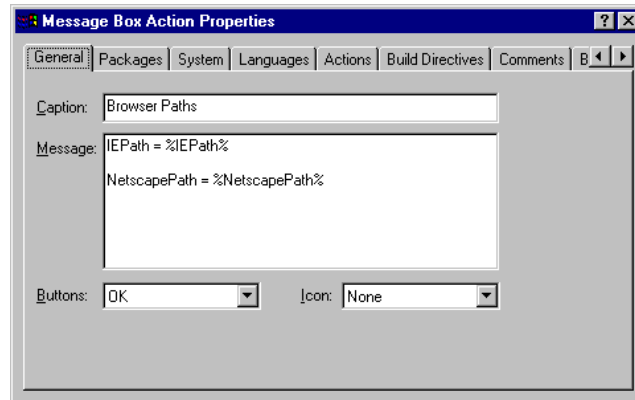 Message Box Action Properties
General Packages System Languages Actions Build Directives Comments B
Caption: Browser Paths
Message: IEPath = %IEPath%
NetscapePath = %NetscapePath%
Buttons: OK Icon: None